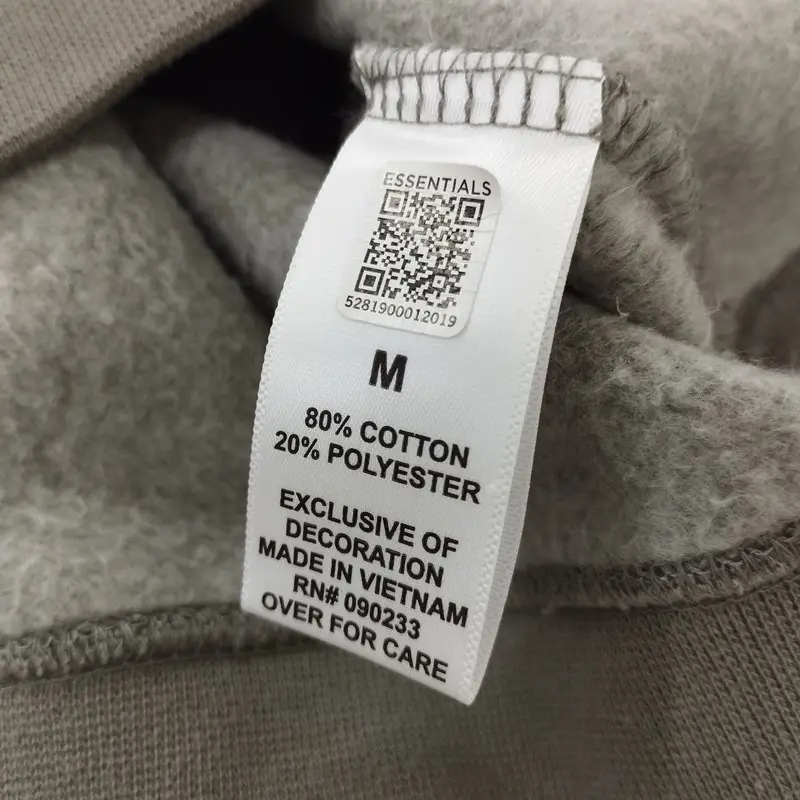 ESSENTIALS
5281900012019
M
80% COTTON
20% POLYESTER
EXCLUSIVE OF
DECORATION
MADE IN VIETNAM
RN# 090233
OVER FOR CARE